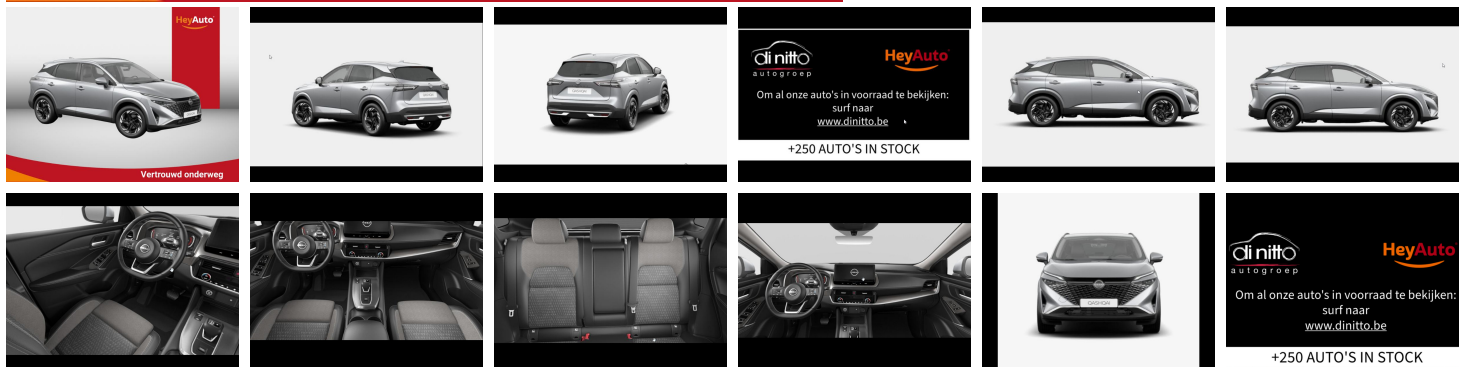 HeyAuto
Vertrouwd onderweg
QASHQAI
di nitto
autogroep
HeyAuto
Om al onze auto's in voorraad te bekijken:
surf naar
www.dinitto.be
+250 AUTO'S IN STOCK
QASHQAI
di nitto
autogroep
HeyAuto
Om al onze auto's in voorraad te bekijken:
surf naar
www.dinitto.be
+250 AUTO'S IN STOCK